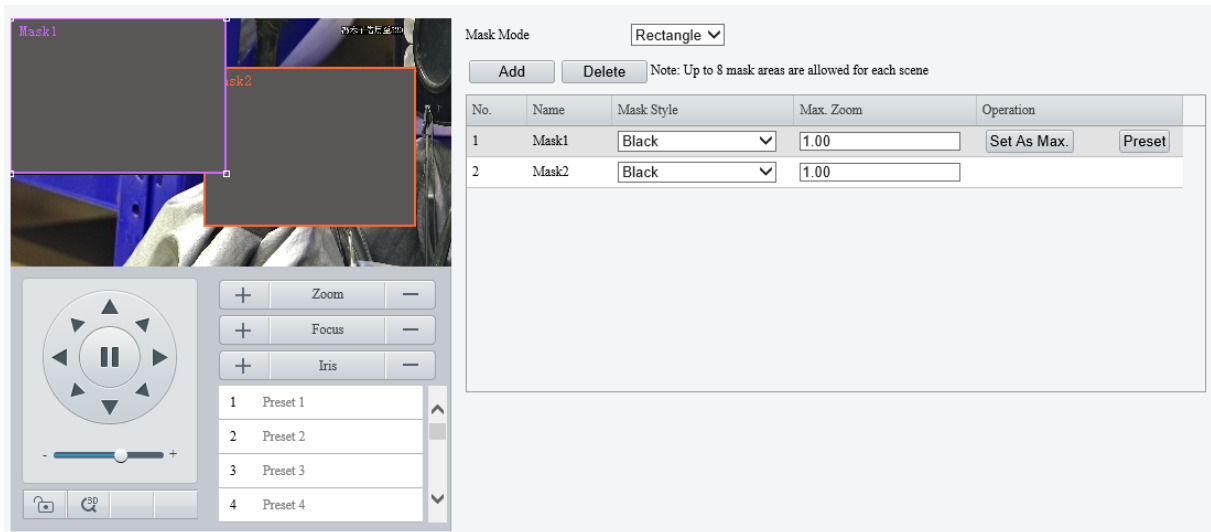 Mask1
ask2
Mask Mode
Rectangle
Add
Delete
Note: Up to 8 mask areas are allowed for each scene
No. Name Mask Style Max. Zoom Operation
1 Mask1 Black 1.00 Set As Max. Preset
2 Mask2 Black 1.00
+ Zoom —
+ Focus —
+ Iris —
1 Preset 1
2 Preset 2
3 Preset 3
4 Preset 4
- +
3D